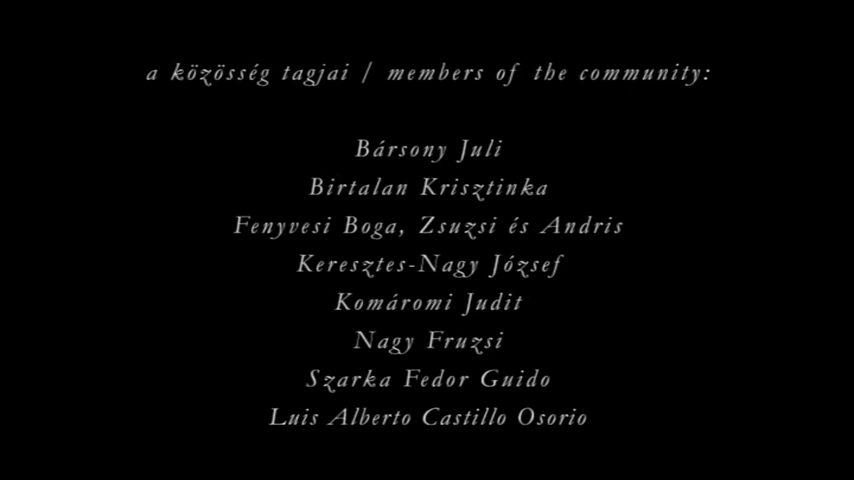 a közösség tagjai / members of the community:
Bársony Juli
Birtalan Krisztinka
Fenyvesi Boga, Zsuzsi és Andris
Keresztes-Nagy József
Komáromi Judit
Nagy Fruzsi
Szarka Fedor Guido
Luis Alberto Castillo Osorio